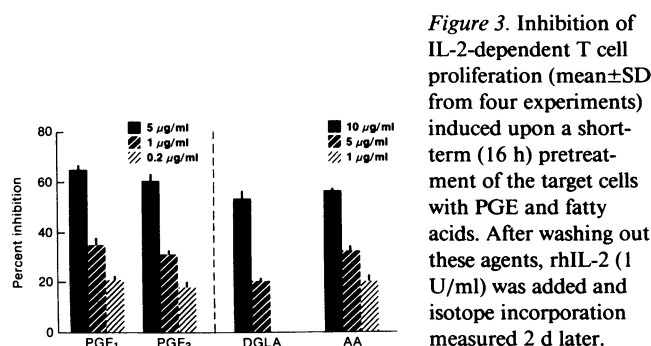 Figure 3. Inhibition of
IL-2-dependent T cell
proliferation (mean±SD
from four experiments)
induced upon a short-
term (16 h) pretreat-
ment of the target cells
with PGE and fatty
acids. After washing out
these agents, rhIL-2 (1
U/ml) was added and
isotope incorporation
measured 2 d later.
5 µg/ml
1 µg/ml
0.2 µg/ml
10 µg/ml
5 µg/ml
1 µg/ml
Percent inhibition
80
60
40
20
0
PGE₁ PGE₂ DGLA AA